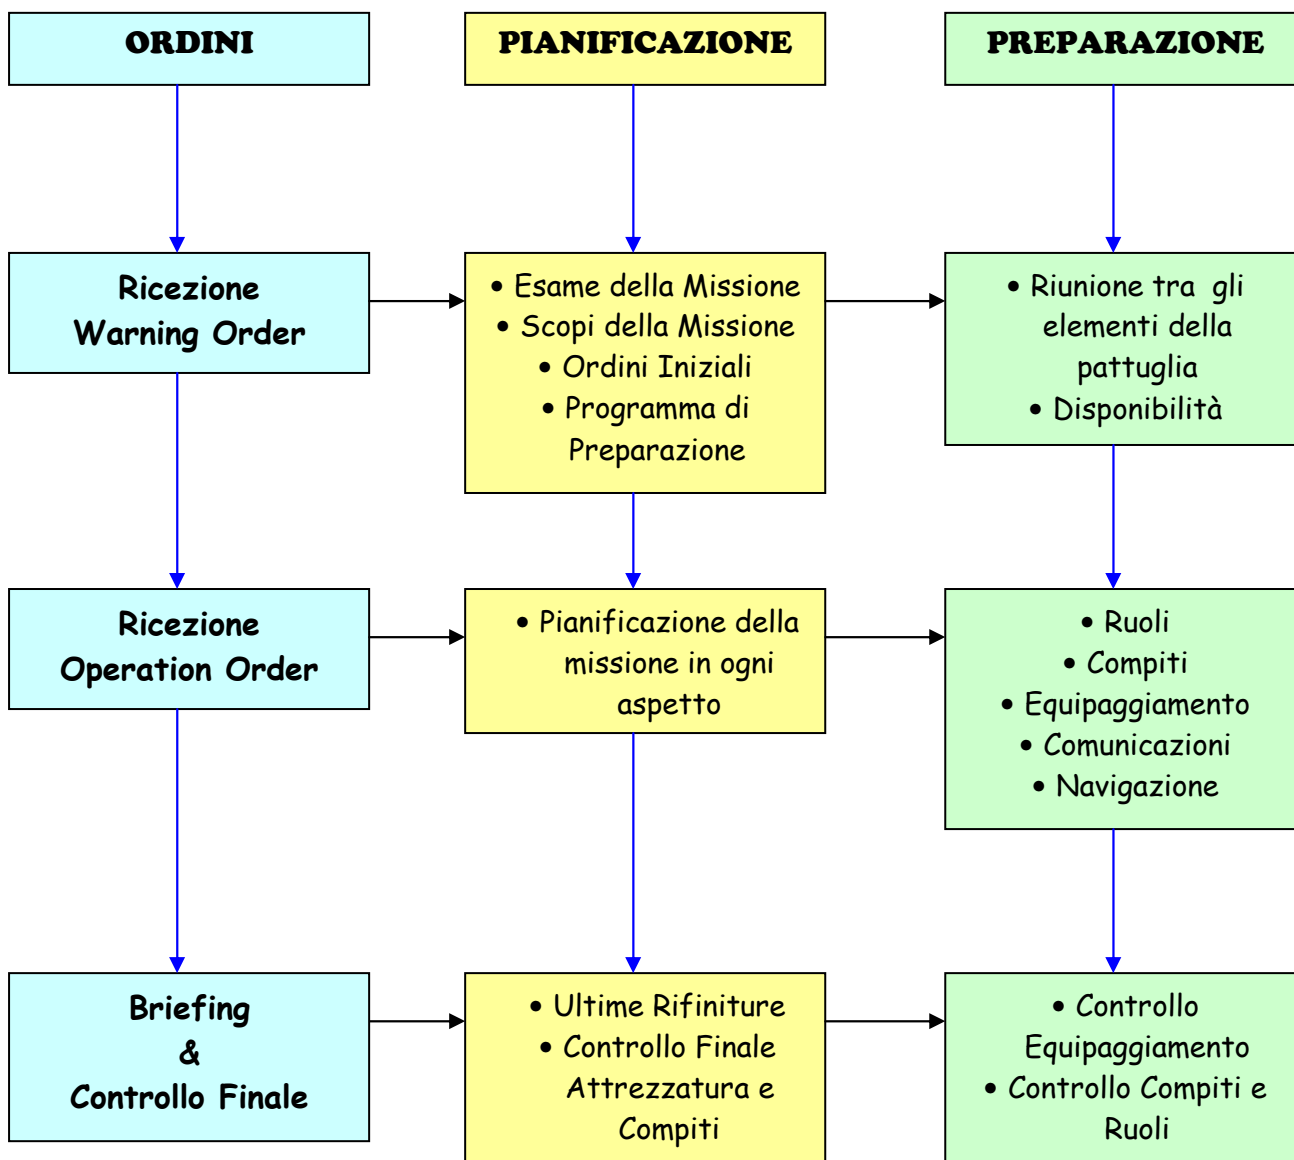 ORDINI
PIANIFICAZIONE
PREPARAZIONE
Ricezione
Warning Order
• Esame della Missione
• Scopi della Missione
• Ordini Iniziali
• Programma di
Preparazione
• Riunione tra gli
elementi della
pattuglia
• Disponibilità
Ricezione
Operation Order
• Pianificazione della
missione in ogni
aspetto
• Ruoli
• Compiti
• Equipaggiamento
• Comunicazioni
• Navigazione
Briefing
&
Controllo Finale
• Ultime Rifiniture
• Controllo Finale
Attrezzatura e
Compiti
• Controllo
Equipaggiamento
• Controllo Compiti e
Ruoli